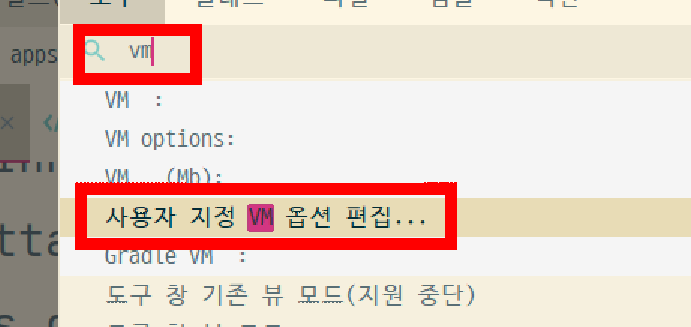 apps
vm
VM :
VM options:
VM (Mb):
사용자 지정 VM 옵션 편집...
Gradle VM :
도구 창 기존 뷰 모드(지원 중단)